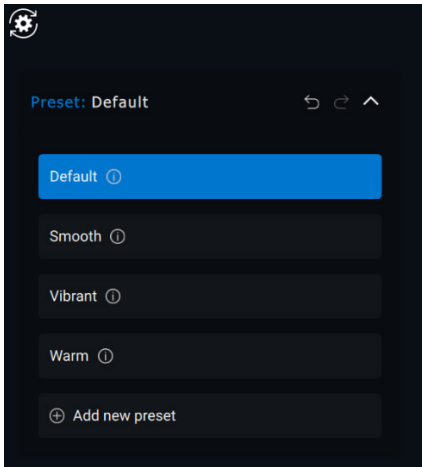 Preset: Default
Default
Smooth
Vibrant
Warm
Add new preset